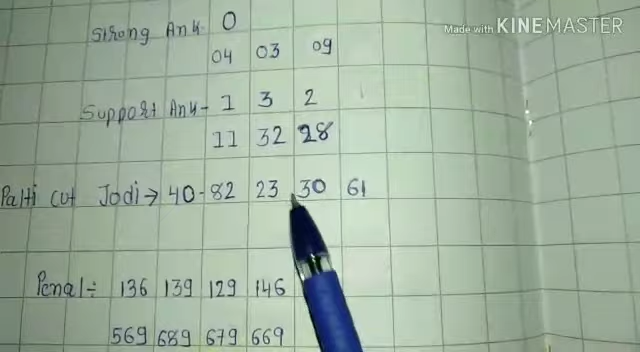 Made with KINEMASTER
Strong Ank. 0
04 03 09
Support Ank - 1 3 2
11 32 28
Palti cut Jodi → 40 - 82 23 30 61
Penal ÷ 136 139 129 146
569 689 679 669